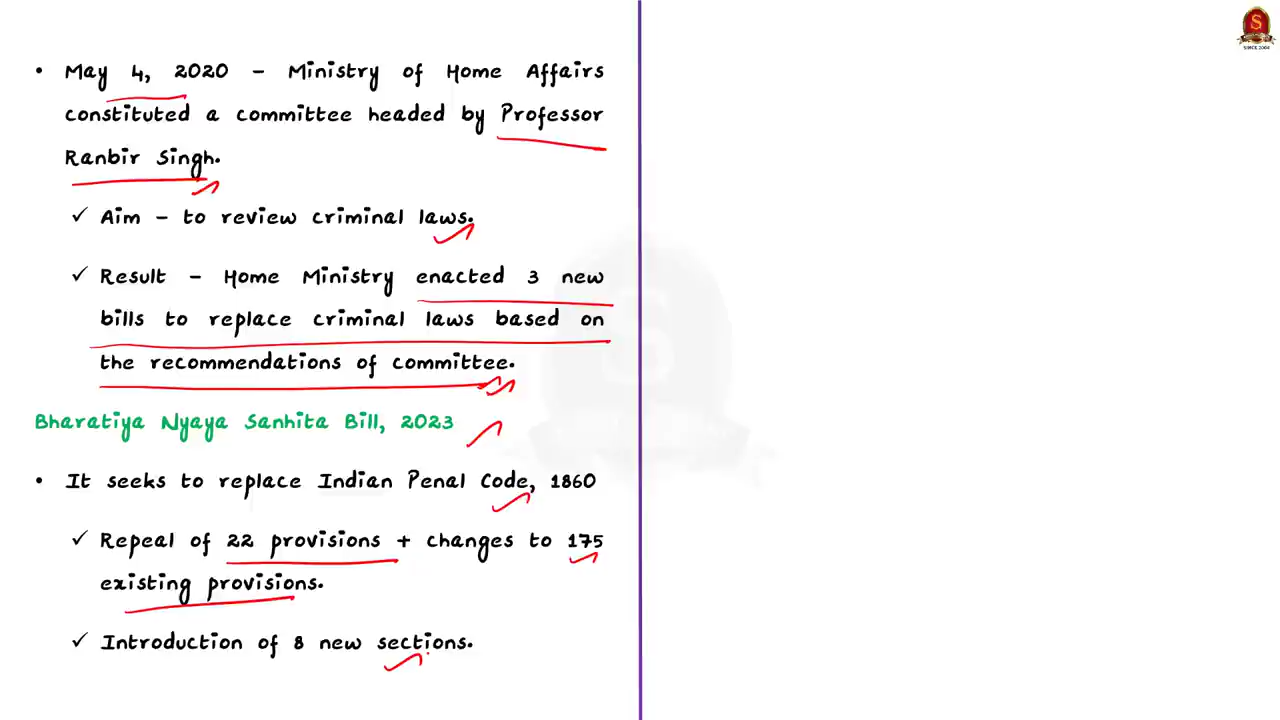 • May 4, 2020 – Ministry of Home Affairs
constituted a committee headed by Professor
Ranbir Singh.
✓ Aim – to review criminal laws.
✓ Result – Home Ministry enacted 3 new
bills to replace criminal laws based on
the recommendations of committee.
Bharatiya Nyaya Sanhita Bill, 2023
• It seeks to replace Indian Penal Code, 1860
✓ Repeal of 22 provisions + changes to 175
existing provisions.
✓ Introduction of 8 new sections.
S
SINCE 2004